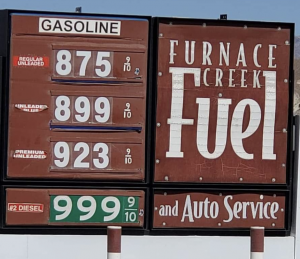 GASOLINE
REGULAR
UNLEADED
875 9/10
UNLEADED
PLUS
899 9/10
PREMIUM
UNLEADED
923 9/10
#2 DIESEL
999 9/10
FURNACE
CREEK
Fuel
and Auto Service